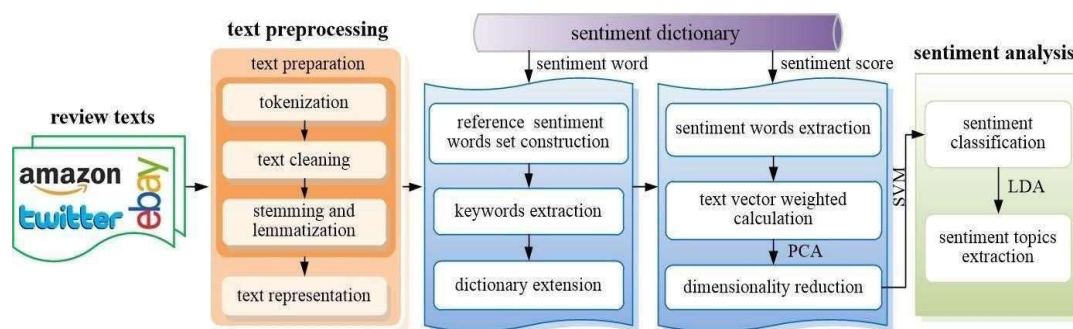 text preprocessing
sentiment dictionary
sentiment analysis
text preparation
sentiment word
sentiment score
review texts
amazon
twitter
ebay
tokenization
text cleaning
stemming and
lemmatization
text representation
reference sentiment
words set construction
keywords extraction
dictionary extension
sentiment words extraction
text vector weighted
calculation
PCA
dimensionality reduction
SVM
sentiment
classification
LDA
sentiment topics
extraction